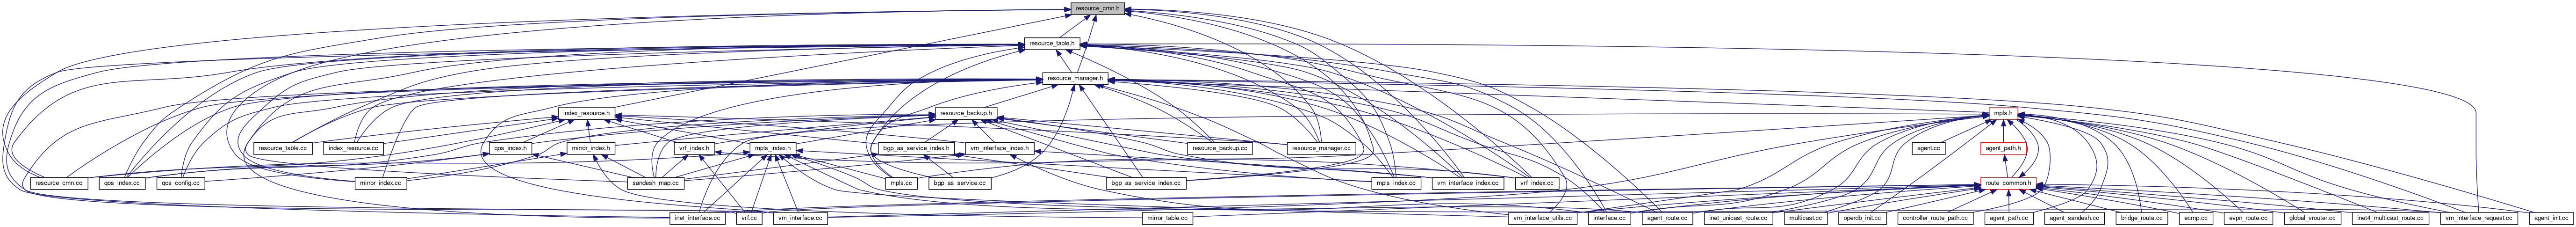 resource_cmn.h
resource_table.h
resource_manager.h
index_resource.h
resource_backup.h
mpls.h
resource_table.cc
index_resource.cc
qos_index.h
mirror_index.h
vrf_index.h
mpls_index.h
bgp_as_service_index.h
vm_interface_index.h
resource_backup.cc
resource_manager.cc
agent.cc
agent_path.h
resource_cmn.cc
qos_index.cc
qos_config.cc
mirror_index.cc
sandesh_map.cc
mpls.cc
bgp_as_service.cc
bgp_as_service_index.cc
mpls_index.cc
vm_interface_index.cc
vrf_index.cc
route_common.h
inet_interface.cc
vrf.cc
vm_interface.cc
mirror_table.cc
vm_interface_utils.cc
interface.cc
agent_route.cc
inet_unicast_route.cc
multicast.cc
operdb_init.cc
controller_route_path.cc
agent_path.cc
agent_sandesh.cc
bridge_route.cc
ecmp.cc
evpn_route.cc
global_vrouter.cc
inet4_multicast_route.cc
vm_interface_request.cc
agent_init.cc